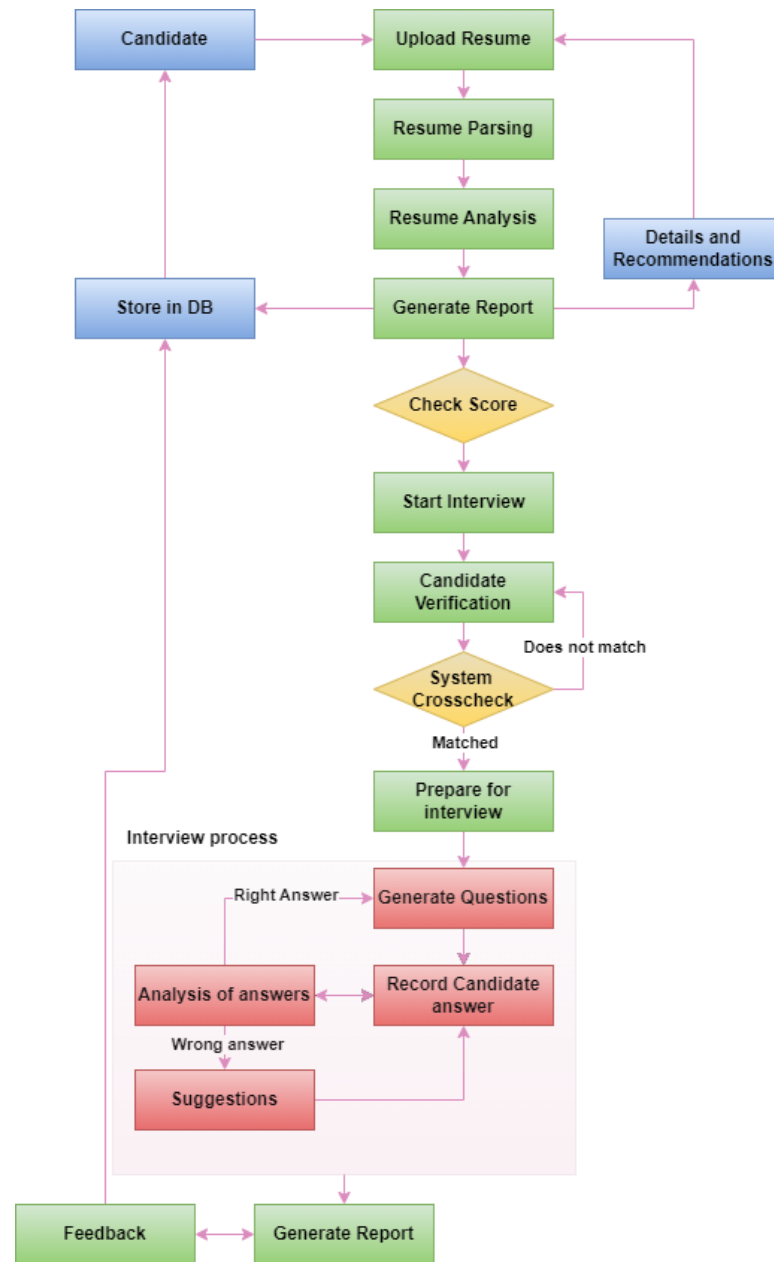 Candidate
Upload Resume
Resume Parsing
Resume Analysis
Details and
Recommendations
Store in DB
Generate Report
Check Score
Start Interview
Candidate
Verification
Does not match
System
Crosscheck
Matched
Prepare for
interview
Interview process
Right Answer
Generate Questions
Analysis of answers
Record Candidate
answer
Wrong answer
Suggestions
Feedback
Generate Report